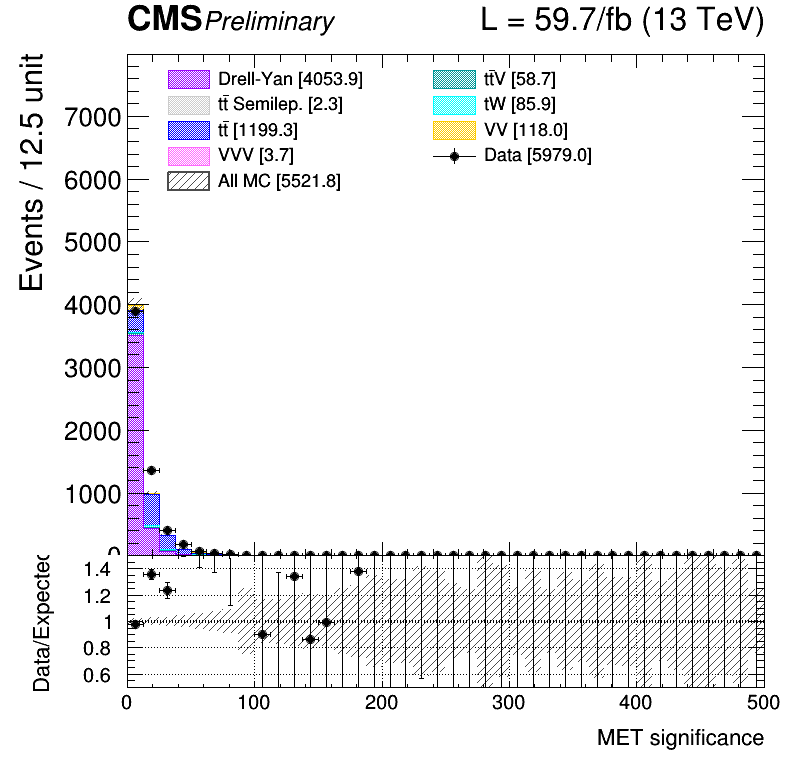 CMS Preliminary L = 59.7/fb (13 TeV)
Events / 12.5 unit
7000
6000
5000
4000
3000
2000
1000
0
Drell-Yan [4053.9]
tt̄ Semilep. [2.3]
tt̄ [1199.3]
VVV [3.7]
All MC [5521.8]
tt̄V [58.7]
tW [85.9]
VV [118.0]
Data [5979.0]
Data/Expected
1.4
1.2
1
0.8
0.6
0 100 200 300 400 500
MET significance